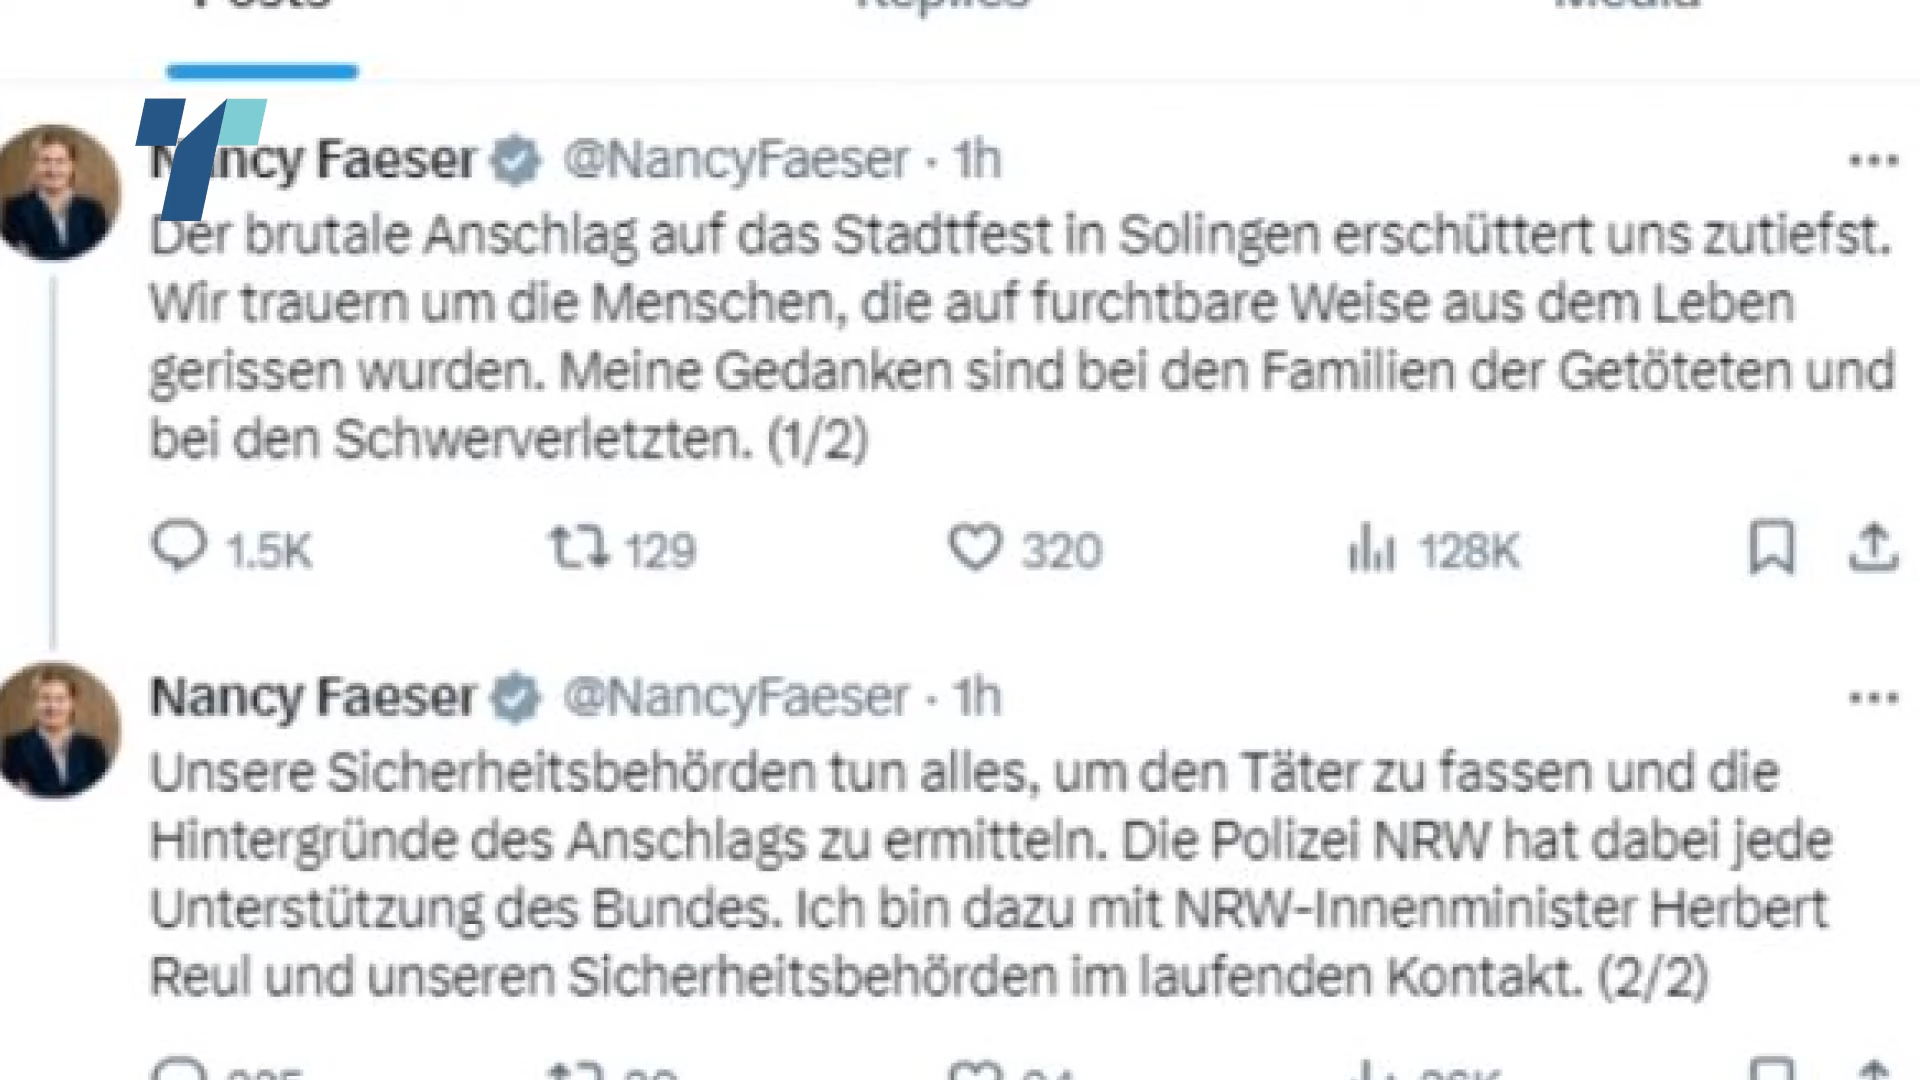 Posts Replies Media
Nancy Faeser @NancyFaeser · 1h
Der brutale Anschlag auf das Stadtfest in Solingen erschüttert uns zutiefst.
Wir trauern um die Menschen, die auf furchtbare Weise aus dem Leben
gerissen wurden. Meine Gedanken sind bei den Familien der Getöteten und
bei den Schwerverletzten. (1/2)
1.5K 129 320 128K
Nancy Faeser @NancyFaeser · 1h
Unsere Sicherheitsbehörden tun alles, um den Täter zu fassen und die
Hintergründe des Anschlags zu ermitteln. Die Polizei NRW hat dabei jede
Unterstützung des Bundes. Ich bin dazu mit NRW-Innenminister Herbert
Reul und unseren Sicherheitsbehörden im laufenden Kontakt. (2/2)